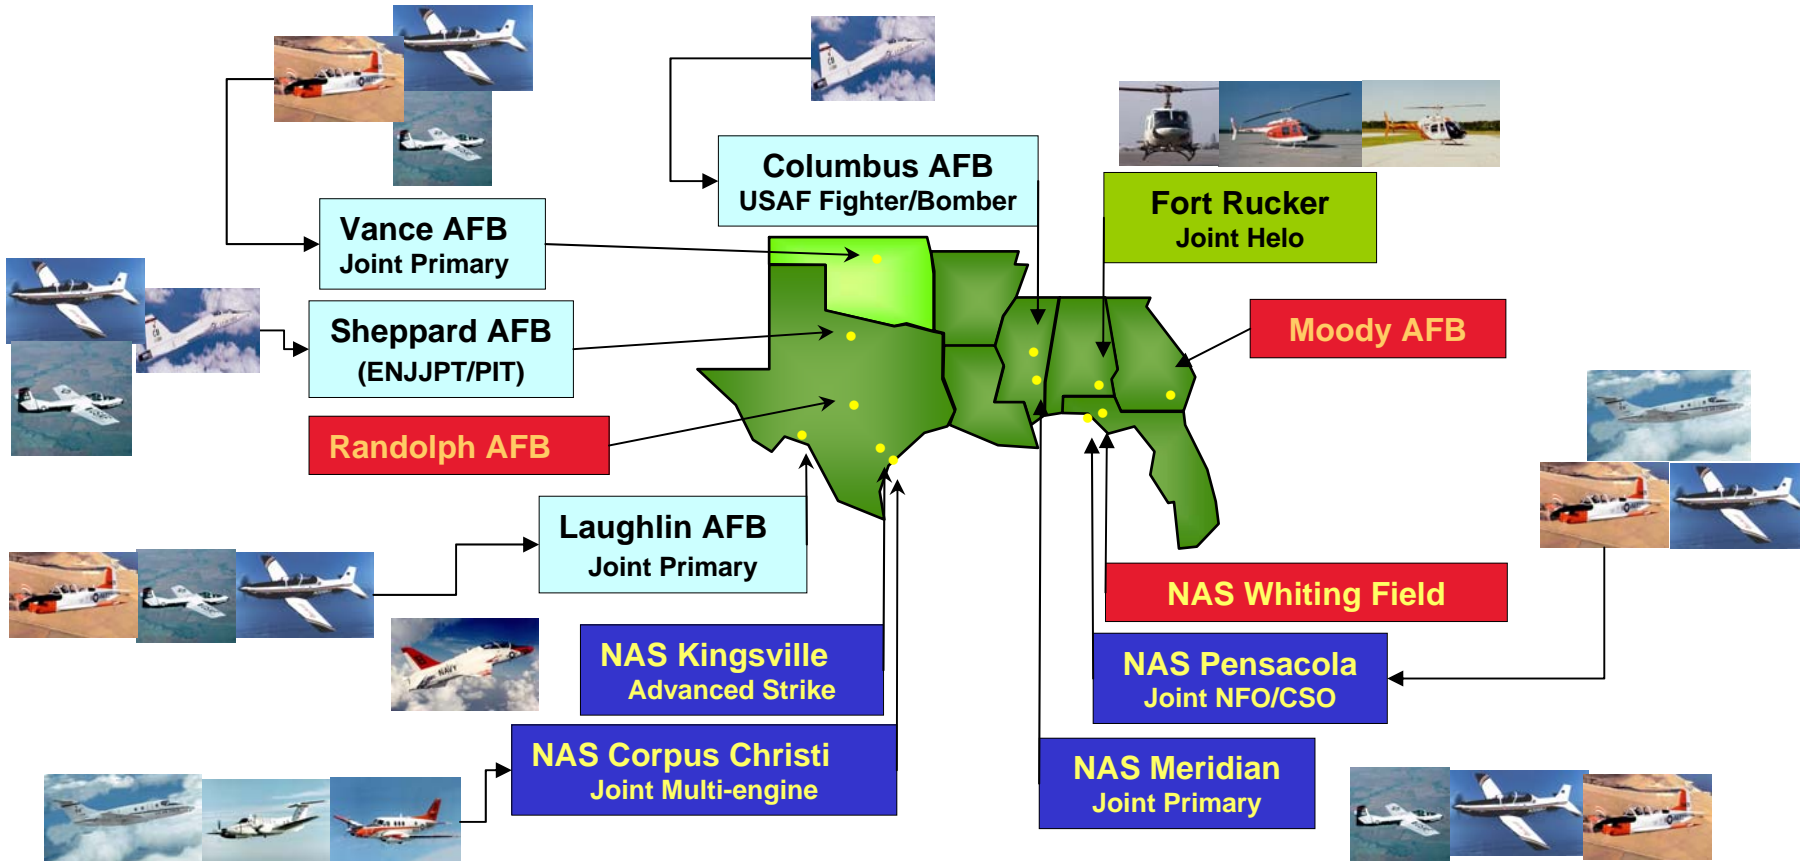 Columbus AFB
USAF Fighter/Bomber
Fort Rucker
Joint Helo
Vance AFB
Joint Primary
Sheppard AFB
(ENJJPT/PIT)
Moody AFB
Randolph AFB
Laughlin AFB
Joint Primary
NAS Whiting Field
NAS Kingsville
Advanced Strike
NAS Pensacola
Joint NFO/CSO
NAS Corpus Christi
Joint Multi-engine
NAS Meridian
Joint Primary
NAVY